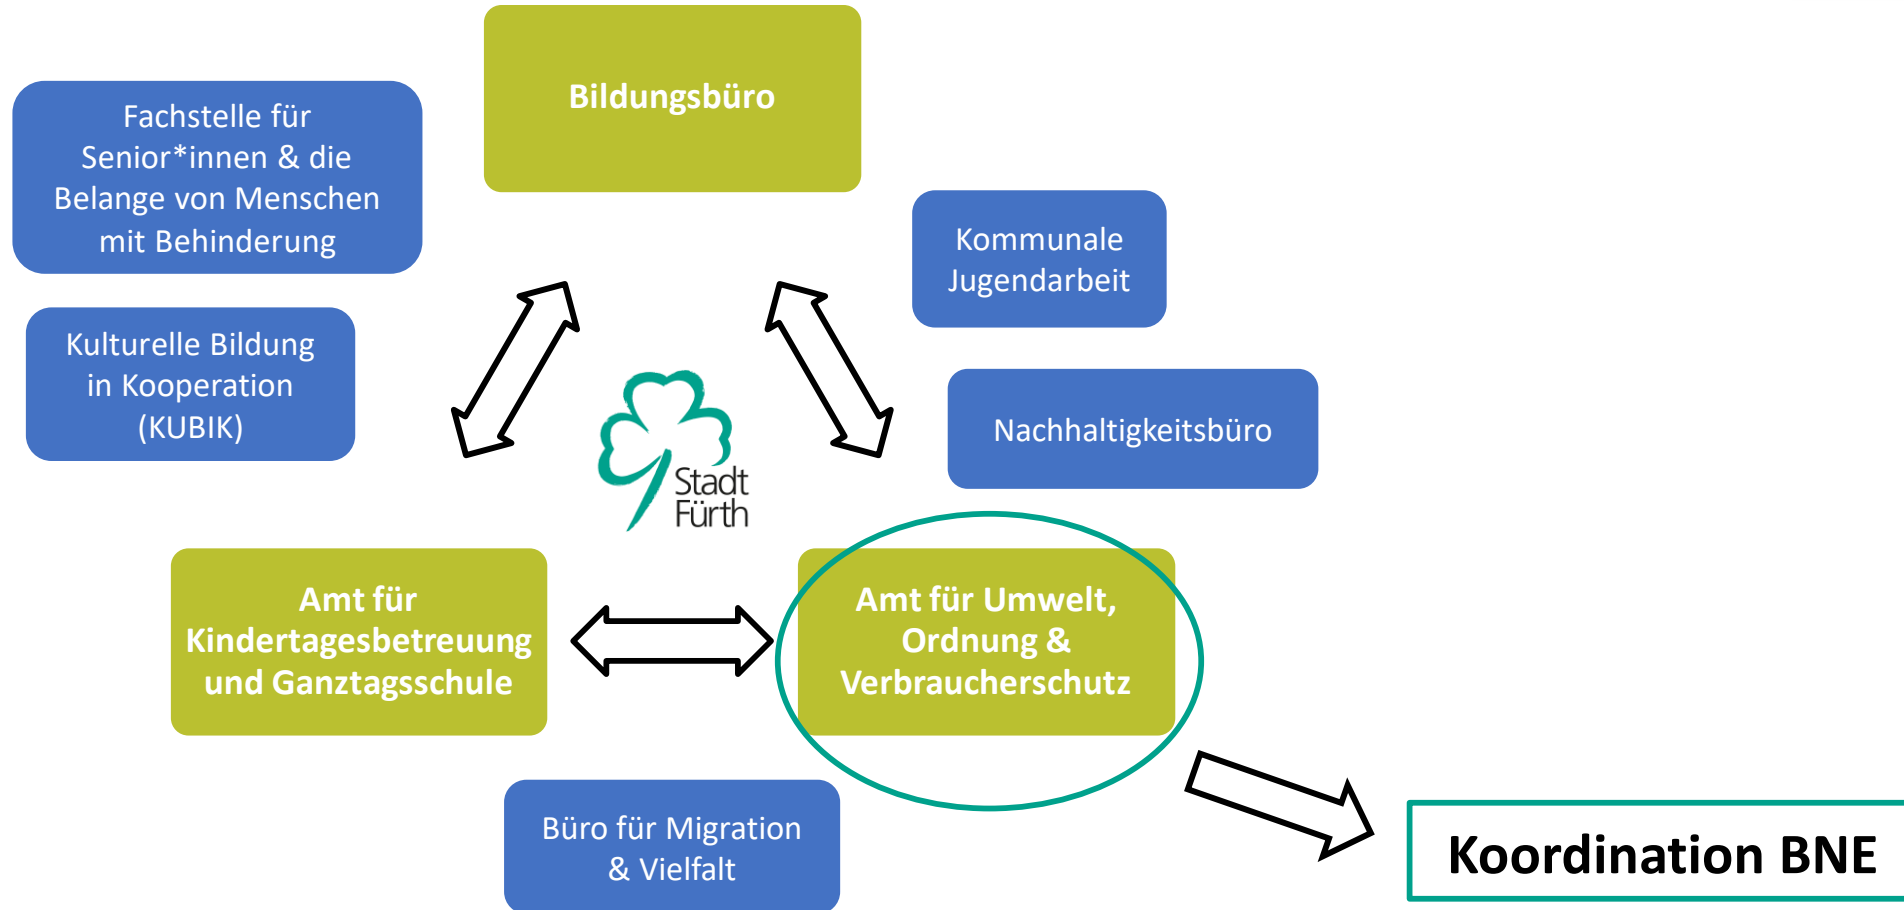 Bildungsbüro
Fachstelle für
Senior*innen & die
Belange von Menschen
mit Behinderung
Kommunale
Jugendarbeit
Kulturelle Bildung
in Kooperation
(KUBIK)
Nachhaltigkeitsbüro
Stadt
Fürth
Amt für
Kindertagesbetreuung
und Ganztagsschule
Amt für Umwelt,
Ordnung &
Verbraucherschutz
Büro für Migration
& Vielfalt
Koordination BNE